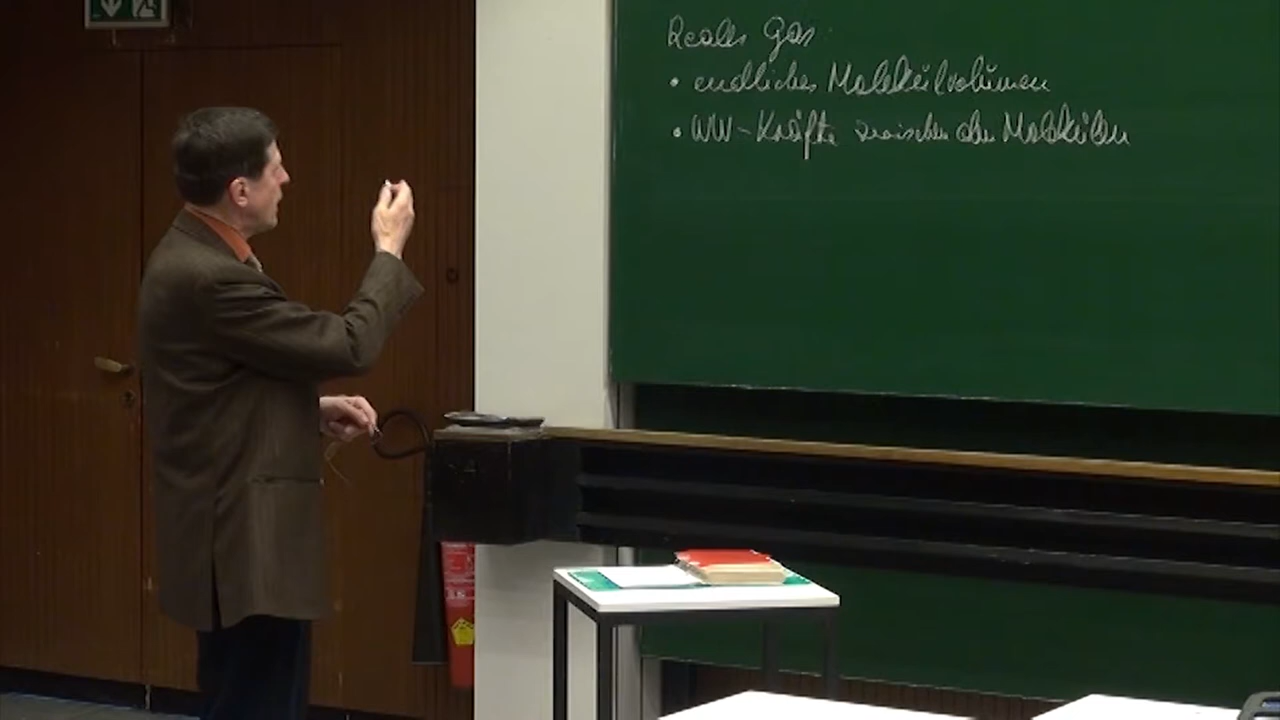 Reales Gas
• endliches Molekülvolumen
• WW-Kräfte zwischen den Molekülen